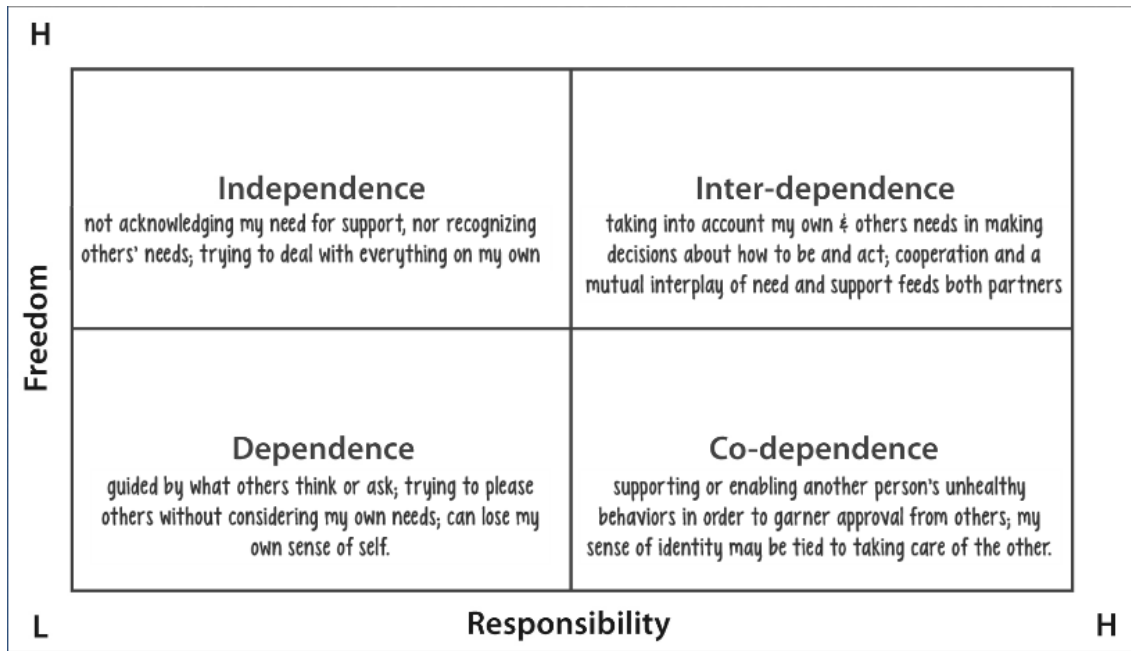 H
Independence
not acknowledging my need for support, nor recognizing
others' needs; trying to deal with everything on my own
Inter-dependence
taking into account my own & others needs in making
decisions about how to be and act; cooperation and a
mutual interplay of need and support feeds both partners
Freedom
Dependence
guided by what others think or ask; trying to please
others without considering my own needs; can lose my
own sense of self.
Co-dependence
supporting or enabling another person's unhealthy
behaviors in order to garner approval from others; my
sense of identity may be tied to taking care of the other.
L
Responsibility
H